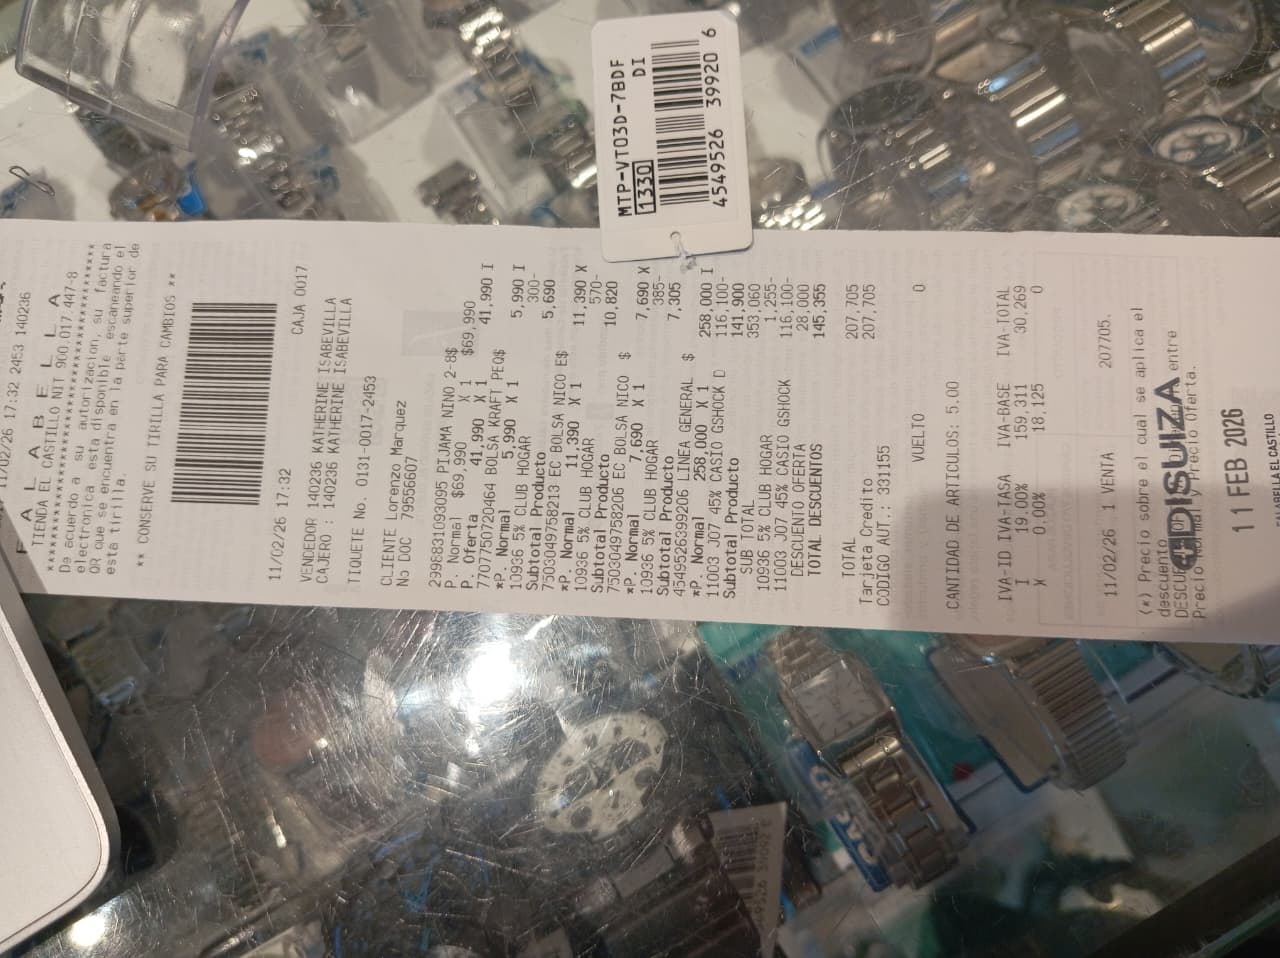 11/02/26 17:32 2453 140236
F A L A B E L L A
TIENDA EL CASTILLO NIT 900.017.447-8
De acuerdo a su autorizacion, su factura
electronica esta disponible escaneando el
QR que se encuentra en la parte superior de
esta tirilla.
** CONSERVE SU TIRILLA PARA CAMBIOS **
11/02/26 17:32 CAJA 0017
VENDEDOR 140236 KATHERINE ISABEVILLA
CAJERO : 140236 KATHERINE ISABEVILLA
TIQUETE No. 0131-0017-2453
CLIENTE Lorenzo Marquez
No DOC 79556607
2996831093095 PIJAMA NINO 2-8$
P. Normal $69,990 X 1 $69,990
P. Oferta 41,990 X 1 41,990 I
7707750720464 BOLSA KRAFT PEQ$
*P. Normal 5,990 X 1 5,990 I
10936 5% CLUB HOGAR 300-
Subtotal Producto 5,690
7503049758213 EC BOLSA NICO E$
*P. Normal 11,390 X 1 11,390 X
10936 5% CLUB HOGAR 570-
Subtotal Producto 10,820
7503049758206 EC BOLSA NICO $
*P. Normal 7,690 X 1 7,690 X
10936 5% CLUB HOGAR 385-
Subtotal Producto 7,305
4549526399206 LINEA GENERAL $
*P. Normal 258,000 X 1 258,000 I
11003 J07 45% CASIO GSHOCK D 116,100-
Subtotal Producto 141,900
SUB TOTAL 353,060
10936 5% CLUB HOGAR 1,255-
11003 J07 45% CASIO GSHOCK 116,100-
DESCUENTO OFERTA 28,000
TOTAL DESCUENTOS 145,355
TOTAL 207,705
Tarjeta Credito 207,705
CODIGO AUT.: 331155
VUELTO 0
CANTIDAD DE ARTICULOS: 5.00
IVA-ID IVA-TASA IVA-BASE IVA-TOTAL
I 19.00% 159,311 30,269
X 0.00% 18,125 0
11/02/26 1 VENTA 207705.
(*) Precio sobre el cual se aplica el
descuento
entre
Precio Normal y Precio Oferta.
DISUIZA
11 FEB 2026
EL CASTILLO
MTP-VT03D-7BDF
1330 DI
4549526 39920 6
CASIO